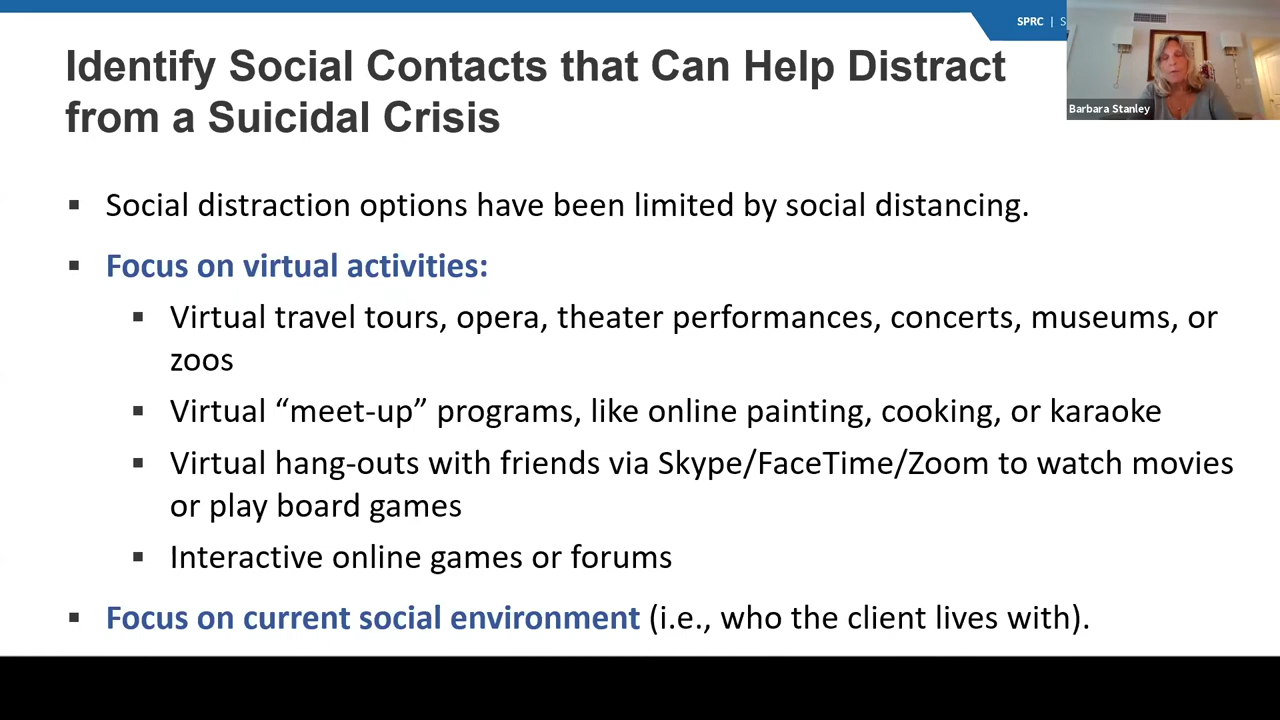 SPRC | S
Barbara Stanley
Identify Social Contacts that Can Help Distract
from a Suicidal Crisis
▪ Social distraction options have been limited by social distancing.
▪ Focus on virtual activities:
▪ Virtual travel tours, opera, theater performances, concerts, museums, or
zoos
▪ Virtual “meet-up” programs, like online painting, cooking, or karaoke
▪ Virtual hang-outs with friends via Skype/FaceTime/Zoom to watch movies
or play board games
▪ Interactive online games or forums
▪ Focus on current social environment (i.e., who the client lives with).